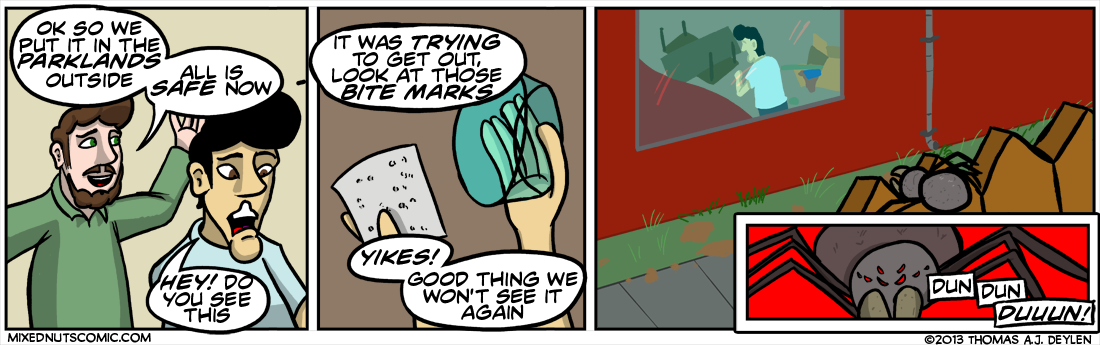 OK SO WE
PUT IT IN THE
PARKLANDS
OUTSIDE
ALL IS
SAFE NOW
HEY! DO
YOU SEE
THIS
IT WAS TRYING
TO GET OUT,
LOOK AT THOSE
BITE MARKS
YIKES!
GOOD THING WE
WON'T SEE IT
AGAIN
DUN
DUN
DUUUN!
MIXEDNUTSCOMIC.COM
©2013 THOMAS A.J. DEYLEN